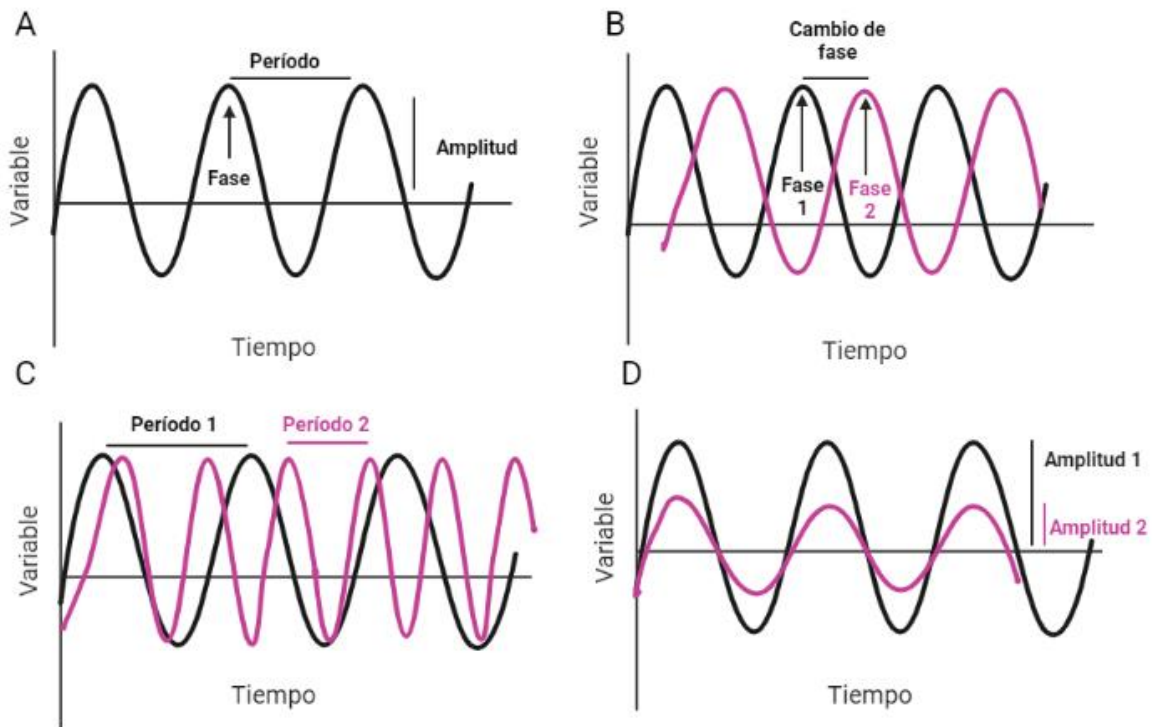 A
Período
Fase
Amplitud
Variable
Tiempo
B
Cambio de
fase
Fase
1
Fase
2
Variable
Tiempo
C
Período 1
Período 2
Variable
Tiempo
D
Amplitud 1
Amplitud 2
Variable
Tiempo